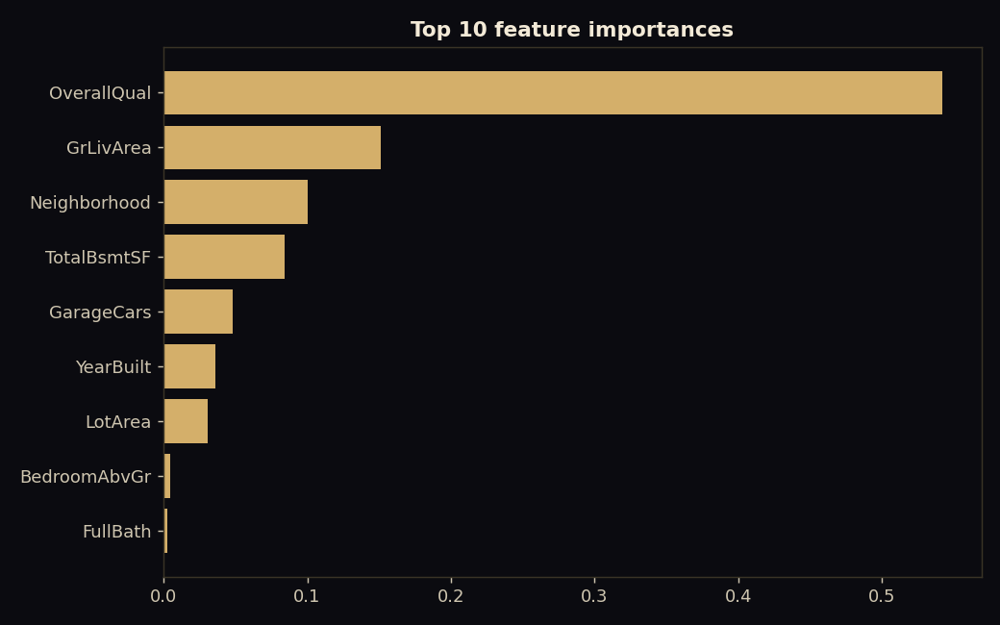 Top 10 feature importances
OverallQual
GrLivArea
Neighborhood
TotalBsmtSF
GarageCars
YearBuilt
LotArea
BedroomAbvGr
FullBath
0.0 0.1 0.2 0.3 0.4 0.5